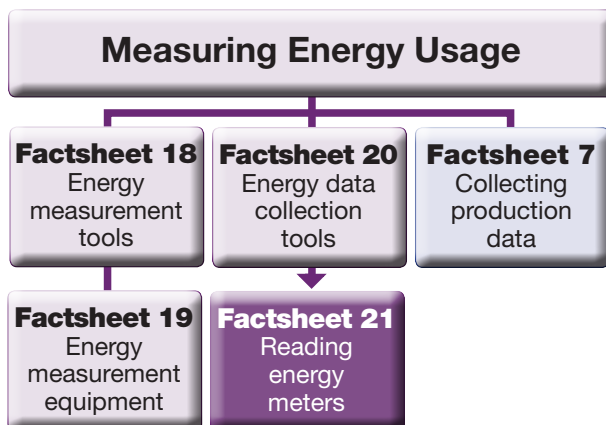 Measuring Energy Usage
Factsheet 18
Energy
measurement
tools
Factsheet 20
Energy data
collection
tools
Factsheet 7
Collecting
production
data
Factsheet 19
Energy
measurement
equipment
Factsheet 21
Reading
energy
meters